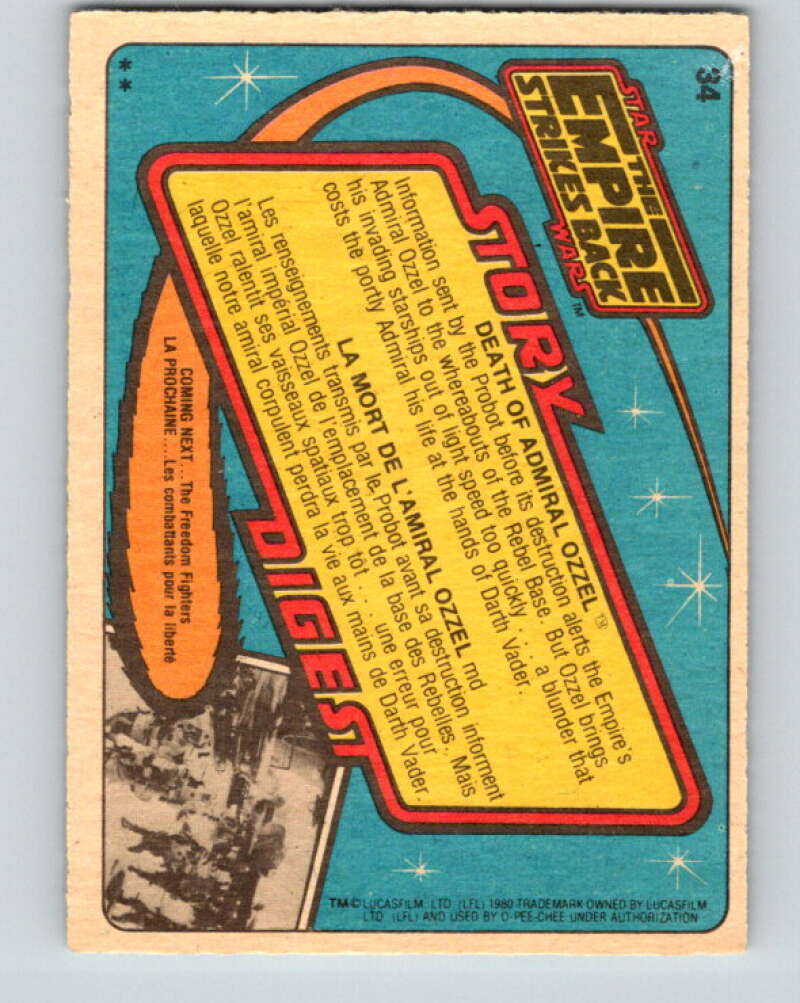 34
STAR
THE
EMPIRE
STRIKES BACK
WARS™
STORY
DEATH OF ADMIRAL OZZEL™
Information sent by the Probot before its destruction alerts the Empire's
Admiral Ozzel to the whereabouts of the Rebel Base. But Ozzel brings
his invading starships out of light speed too quickly . . . a blunder that
costs the portly Admiral his life at the hands of Darth Vader.
LA MORT DE L'AMIRAL OZZEL md
Les renseignements transmis par le Probot avant sa destruction informent
l'amiral impérial Ozzel de l'emplacement de la base des Rebelles. Mais
Ozzel ralentit ses vaisseaux spatiaux trop tôt . . . une erreur pour
laquelle notre amiral corpulent perdra la vie aux mains de Darth Vader.
DIGEST
COMING NEXT...The Freedom Fighters
LA PROCHAINE....Les combattants pour la liberté
TM © LUCASFILM LTD (LFL) 1980 TRADEMARK OWNED BY LUCASFILM
LTD (LFL) AND USED BY O-PEE-CHEE UNDER AUTHORIZATION
**